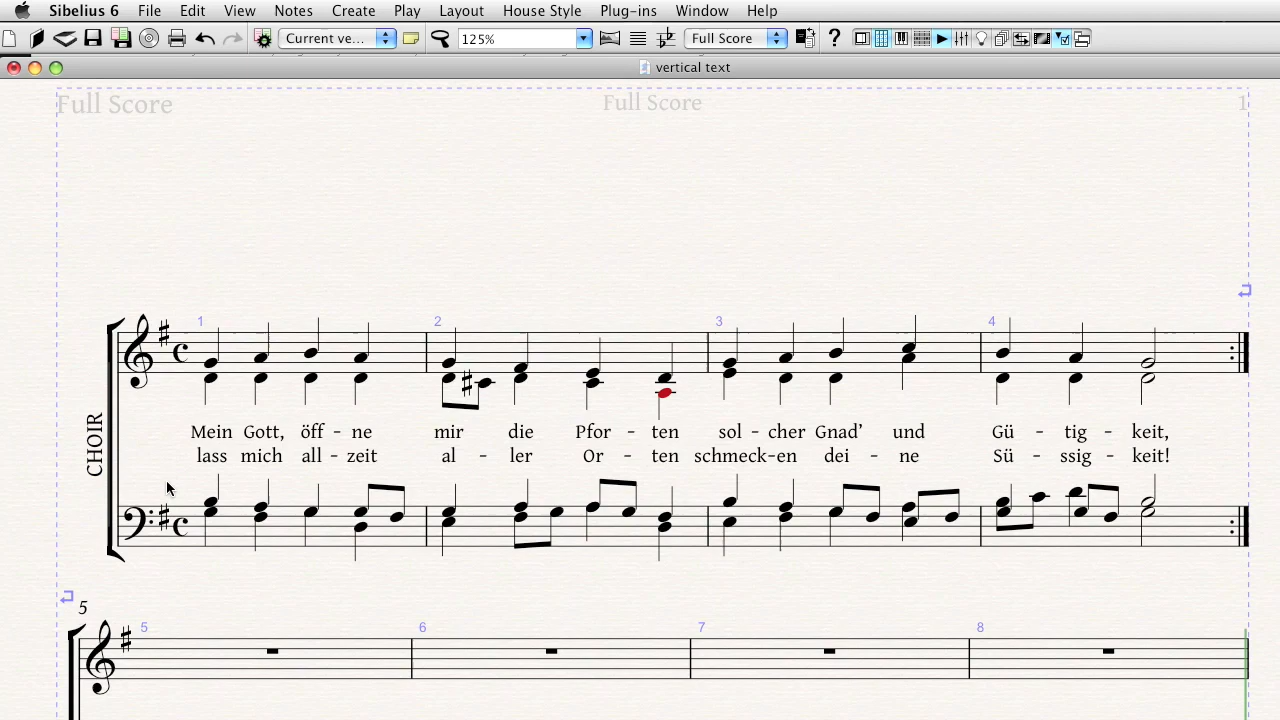 Sibelius 6 File Edit View Notes Create Play Layout House Style Plug-ins Window Help
Current ve... 125% Full Score ?
vertical text
Full Score Full Score 1
1 2 3 4
CHOIR
Mein Gott, öff - ne mir die Pfor - ten sol - cher Gnad’ und Gü - tig - keit,
lass mich all - zeit al - ler Or - ten schmeck-en dei - ne Sü - ssig - keit!
5
5 6 7 8